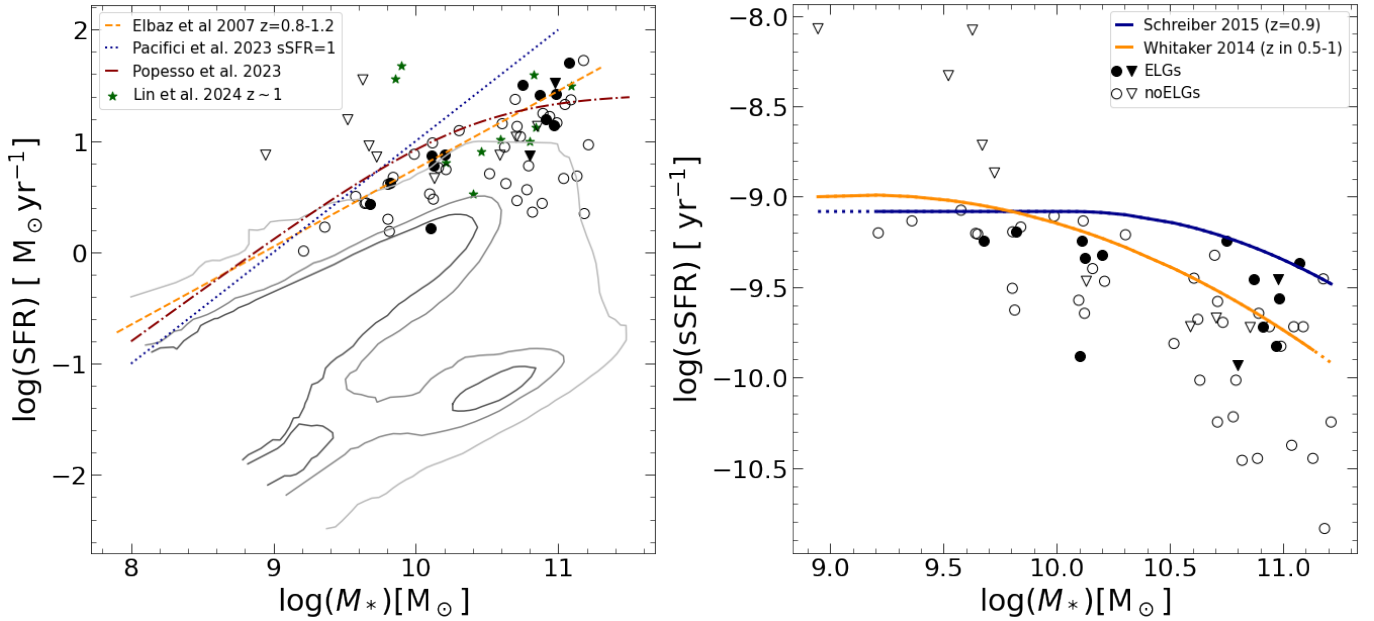 Elbaz et al 2007 z=0.8-1.2
Pacifici et al. 2023 sSFR=1
Popesso et al. 2023
Lin et al. 2024 z ~ 1
log(SFR) [ M⊙yr⁻¹]
2
1
0
−1
−2
8
9
10
11
log(M*)[M⊙]
Schreiber 2015 (z=0.9)
Whitaker 2014 (z in 0.5-1)
ELGs
noELGs
log(sSFR) [ yr⁻¹]
−8.0
−8.5
−9.0
−9.5
−10.0
−10.5
9.0
9.5
10.0
10.5
11.0
log(M*)[M⊙]